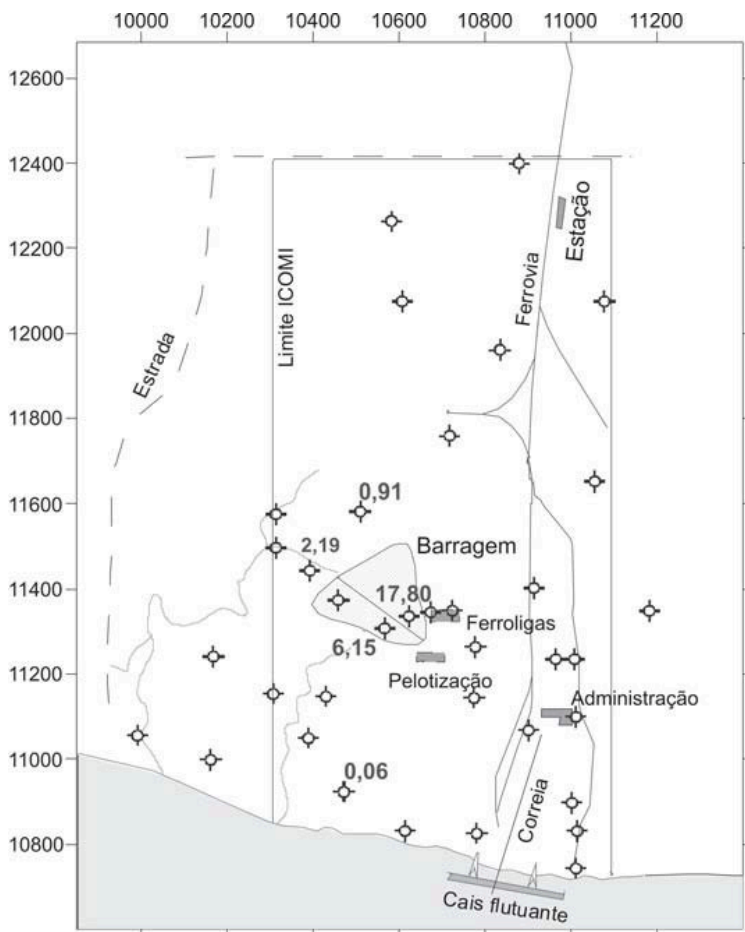 10000 10200 10400 10600 10800 11000 11200
12600
12400
Estação
12200
Ferrovia
Limite ICOMI
12000
Estrada
11800
11600
0,91
2,19
Barragem
11400
17,80
Ferroligas
6,15
11200
Pelotização
Administração
11000
0,06
Correia
10800
Cais flutuante